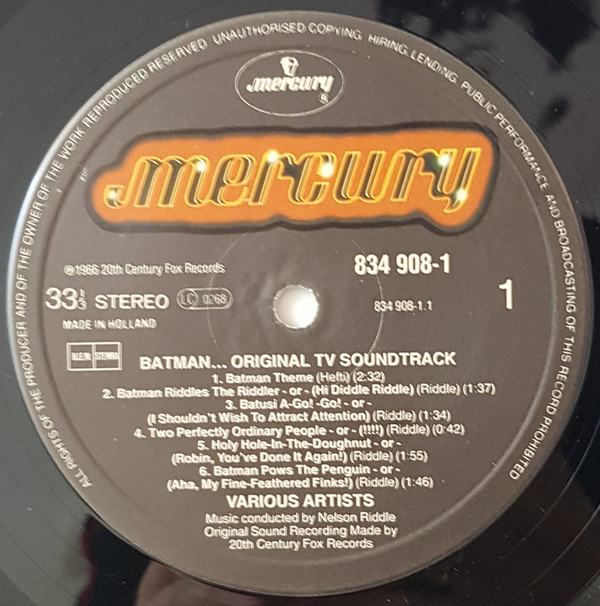 ALL RIGHTS OF THE PRODUCER AND OF THE OWNER OF THE WORK REPRODUCED RESERVED. UNAUTHORISED COPYING, HIRING, LENDING, PUBLIC PERFORMANCE AND BROADCASTING OF THIS RECORD PROHIBITED
mercury
®
mercury
℗1966 20th Century Fox Records
834 908-1
33⅓ STEREO LC 0268
834 908-1.1
1
MADE IN HOLLAND
BIEM STEMRA
BATMAN... ORIGINAL TV SOUNDTRACK
1. Batman Theme (Hefti) (2:32)
2. Batman Riddles The Riddler - or - (Hi Diddle Riddle) (Riddle) (1:37)
3. Batusi A-Go! -Go! - or -
(I Shouldn't Wish To Attract Attention) (Riddle) (1:34)
4. Two Perfectly Ordinary People - or - (!!!!) (Riddle) (0:42)
5. Holy Hole-In-The-Doughnut - or -
(Robin, You've Done It Again!) (Riddle) (1:55)
6. Batman Pows The Penguin - or -
(Aha, My Fine-Feathered Finks!) (Riddle) (1:46)
VARIOUS ARTISTS
Music conducted by Nelson Riddle
Original Sound Recording Made by
20th Century Fox Records